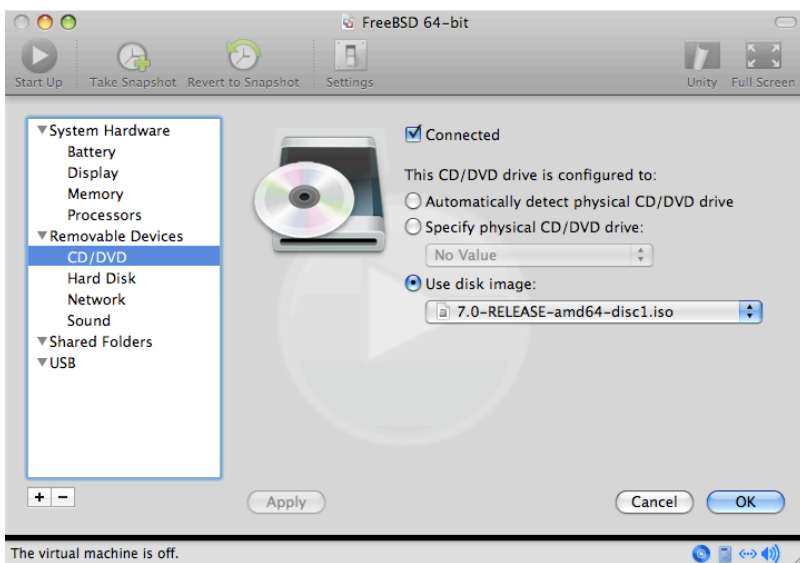 FreeBSD 64-bit
Start Up Take Snapshot Revert to Snapshot Settings Unity Full Screen
System Hardware
Battery
Display
Memory
Processors
Removable Devices
CD/DVD
Hard Disk
Network
Sound
Shared Folders
USB
Connected
This CD/DVD drive is configured to:
Automatically detect physical CD/DVD drive
Specify physical CD/DVD drive:
No Value
Use disk image:
7.0-RELEASE-amd64-disc1.iso
+ −
Apply Cancel OK
The virtual machine is off.